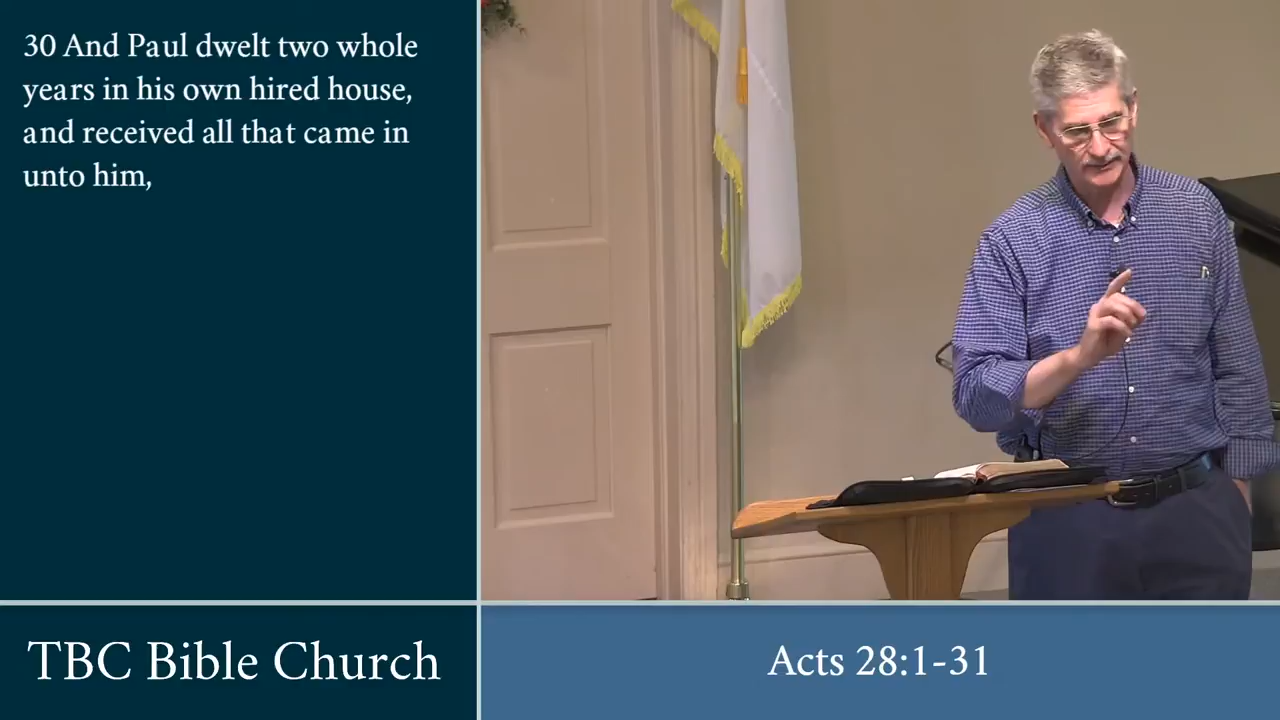 30 And Paul dwelt two whole
years in his own hired house,
and received all that came in
unto him,
TBC Bible Church
Acts 28:1-31